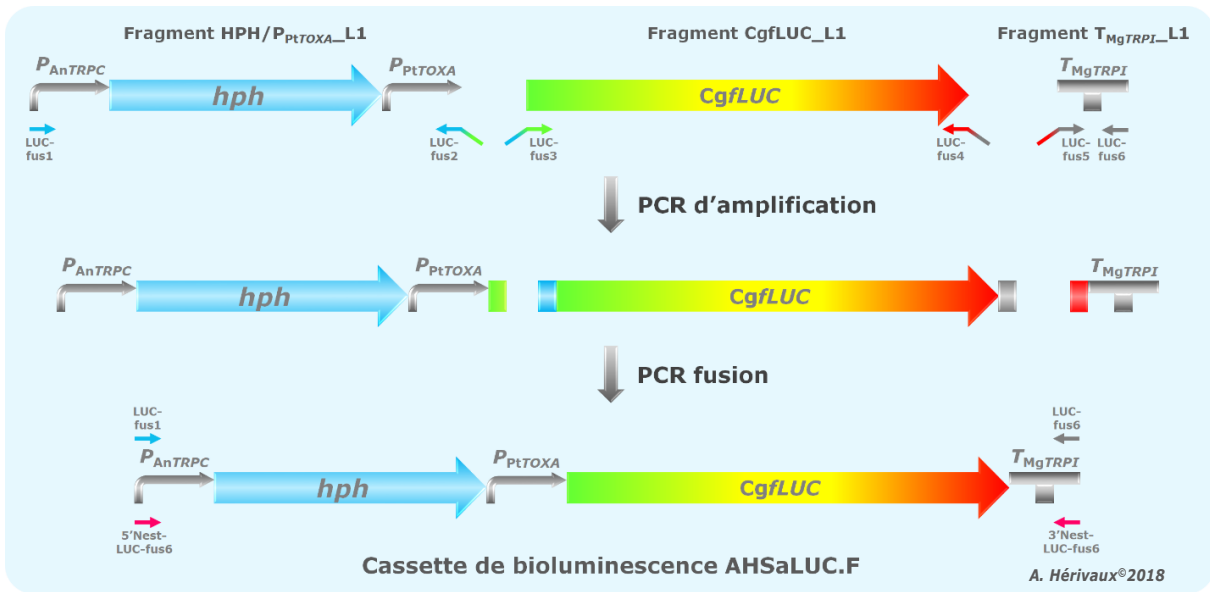 Fragment HPH/PPtTOXA_L1
Fragment CgfLUC_L1
Fragment TMgTRPI_L1
PAnTRPC
PPtTOXA
TMgTRPI
hph
CgfLUC
LUC-
fus1
LUC-
fus2
LUC-
fus3
LUC-
fus4
LUC-
fus5
LUC-
fus6
PCR d’amplification
PAnTRPC
PPtTOXA
TMgTRPI
hph
CgfLUC
PCR fusion
LUC-
fus1
LUC-
fus6
PAnTRPC
PPtTOXA
TMgTRPI
hph
CgfLUC
5’Nest-
LUC-fus6
3’Nest-
LUC-fus6
Cassette de bioluminescence AHSaLUC.F
A. Hérivaux©2018